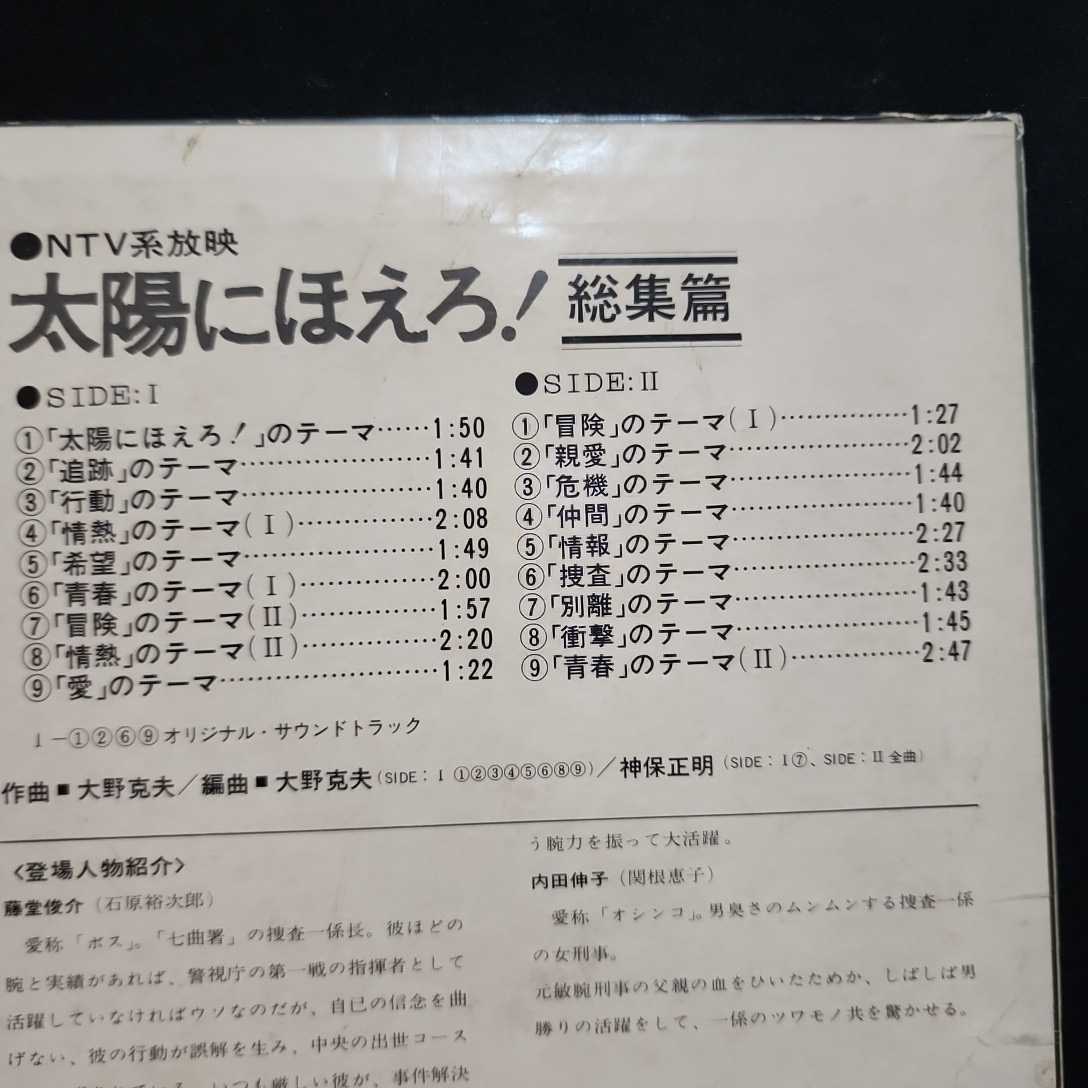 ●NTV系放映
太陽にほえろ! 総集篇
●SIDE:I
①「太陽にほえろ!」のテーマ……1:50
②「追跡」のテーマ…………………1:41
③「行動」のテーマ…………………1:40
④「情熱」のテーマ(I)……………2:08
⑤「希望」のテーマ…………………1:49
⑥「青春」のテーマ(I)……………2:00
⑦「冒険」のテーマ(II)……………1:57
⑧「情熱」のテーマ(II)……………2:20
⑨「愛」のテーマ……………………1:22
●SIDE:II
①「冒険」のテーマ(I)……………1:27
②「親愛」のテーマ…………………2:02
③「危機」のテーマ…………………1:44
④「仲間」のテーマ…………………1:40
⑤「情報」のテーマ…………………2:27
⑥「捜査」のテーマ…………………2:33
⑦「別離」のテーマ…………………1:43
⑧「衝撃」のテーマ…………………1:45
⑨「青春」のテーマ(II)……………2:47
I－①②⑥⑨オリジナル・サウンドトラック
作曲■大野克夫／編曲■大野克夫(SIDE：I ①②③④⑤⑥⑧⑨)／神保正明(SIDE：I⑦、SIDE：II全曲)
〈登場人物紹介〉
藤堂俊介(石原裕次郎)
愛称「ボス」。「七曲署」の捜査一係長。彼ほどの
腕と実績があれば、警視庁の第一戦の指揮者として
活躍していなければウソなのだが、自己の信念を曲
げない、彼の行動が誤解を生み、中央の出世コース
いつも厳しい彼が、事件解決
う腕力を振って大活躍。
内田伸子(関根恵子)
愛称「オシンコ」。男臭さのムンムンする捜査一係
の女刑事。
元敏腕刑事の父親の血をひいたためか、しばしば男
勝りの活躍をして、一係のツワモノ共を驚かせる。